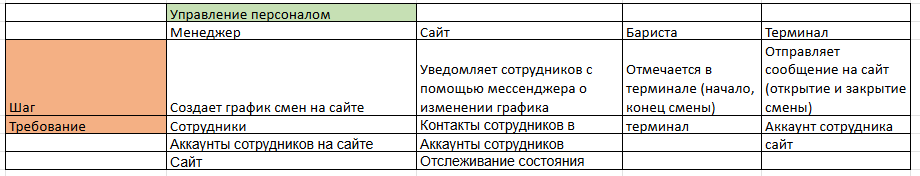 Управление персоналом
Менеджер Сайт Бариста Терминал
Шаг Создает график смен на сайте Уведомляет сотрудников с помощью мессенджера о изменении графика Отмечается в терминале (начало, конец смены) Отправляет сообщение на сайт (открытие и закрытие смены)
Требование Сотрудники Контакты сотрудников в терминал Аккаунт сотрудника
Аккаунты сотрудников на сайте Аккаунты сотрудников сайт
Сайт Отслеживание состояния